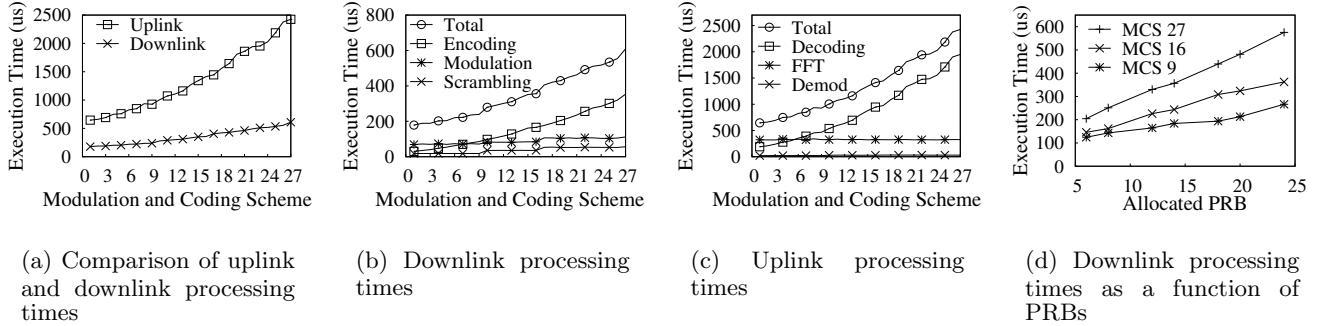 Execution Time (us)
2500
2000
1500
1000
500
0
Uplink
Downlink
0 3 6 9 12 15 18 21 24 27
Modulation and Coding Scheme
(a) Comparison of uplink
and downlink processing
times
Execution Time (us)
800
600
400
200
0
Total
Encoding
Modulation
Scrambling
0 3 6 9 12 15 18 21 24 27
Modulation and Coding Scheme
(b) Downlink processing
times
Execution Time (us)
2500
2000
1500
1000
500
0
Total
Decoding
FFT
Demod
0 3 6 9 12 15 18 21 24 27
Modulation and Coding Scheme
(c) Uplink processing
times
Execution Time (us)
600
500
400
300
200
100
0
MCS 27
MCS 16
MCS 9
5 10 15 20 25
Allocated PRB
(d) Downlink processing
times as a function of
PRBs